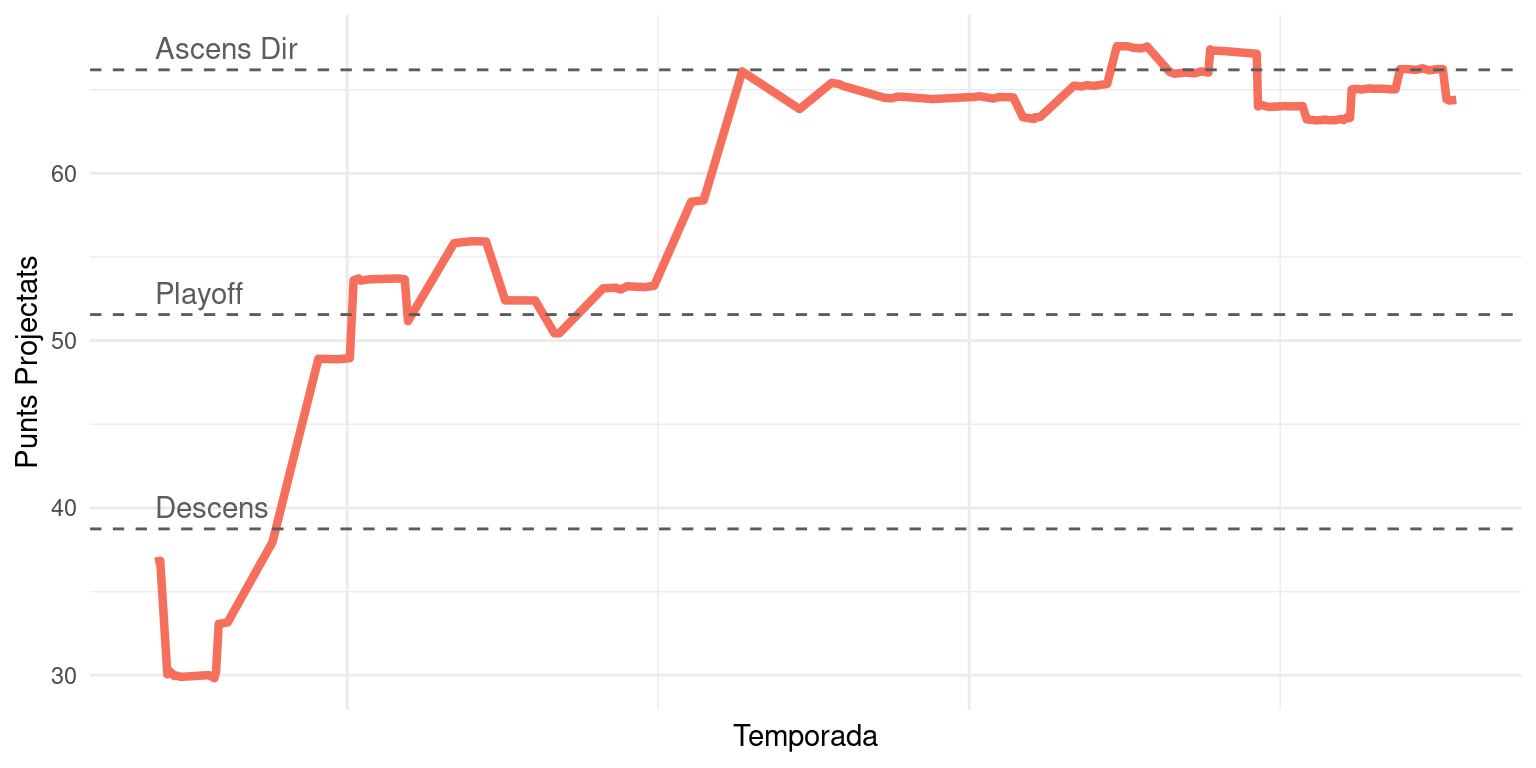 Ascens Dir
60
Playoff
50
Descens
40
30
Punts Projectats
Temporada